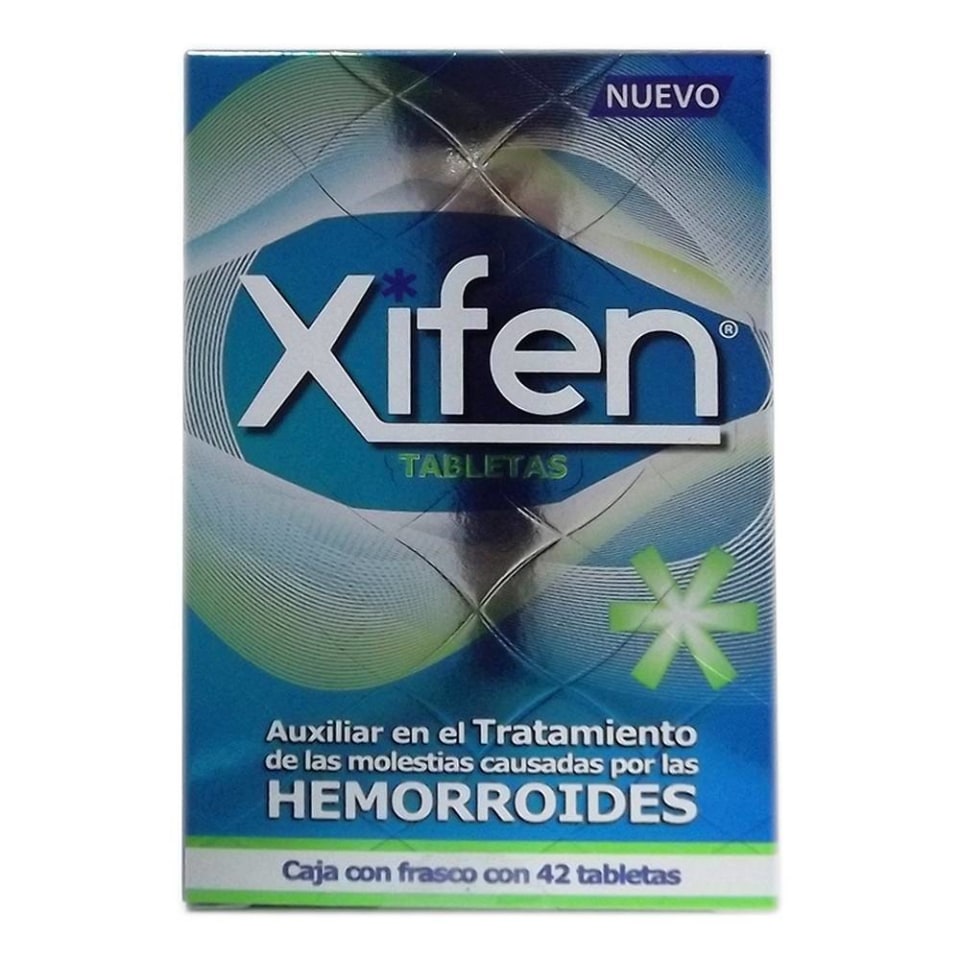 NUEVO
Xifen®
TABLETAS
Auxiliar en el Tratamiento
de las molestias causadas por las
HEMORROIDES
Caja con frasco con 42 tabletas